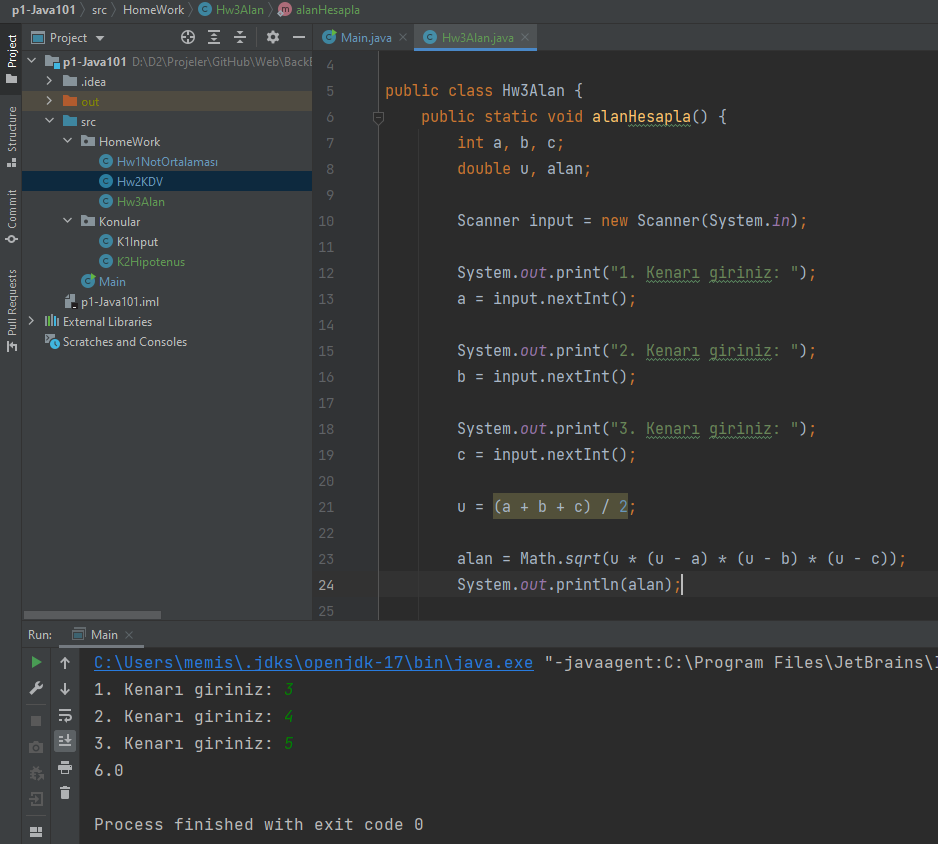 p1-Java101 src HomeWork Hw3Alan alanHesapla
Project
Main.java
Hw3Alan.java
Project
Structure
Commit
Pull Requests
p1-Java101 D:\D2\Projeler\GitHub\Web\Back
.idea
out
src
HomeWork
Hw1NotOrtalaması
Hw2KDV
Hw3Alan
Konular
K1Input
K2Hipotenus
Main
p1-Java101.iml
External Libraries
Scratches and Consoles
4
5 public class Hw3Alan {
6 public static void alanHesapla() {
7 int a, b, c;
8 double u, alan;
9
10 Scanner input = new Scanner(System.in);
11
12 System.out.print("1. Kenarı giriniz: ");
13 a = input.nextInt();
14
15 System.out.print("2. Kenarı giriniz: ");
16 b = input.nextInt();
17
18 System.out.print("3. Kenarı giriniz: ");
19 c = input.nextInt();
20
21 u = (a + b + c) / 2;
22
23 alan = Math.sqrt(u * (u - a) * (u - b) * (u - c));
24 System.out.println(alan);
25
Run: Main
C:\Users\memis\.jdks\openjdk-17\bin\java.exe "-javaagent:C:\Program Files\JetBrains\
1. Kenarı giriniz: 3
2. Kenarı giriniz: 4
3. Kenarı giriniz: 5
6.0
Process finished with exit code 0